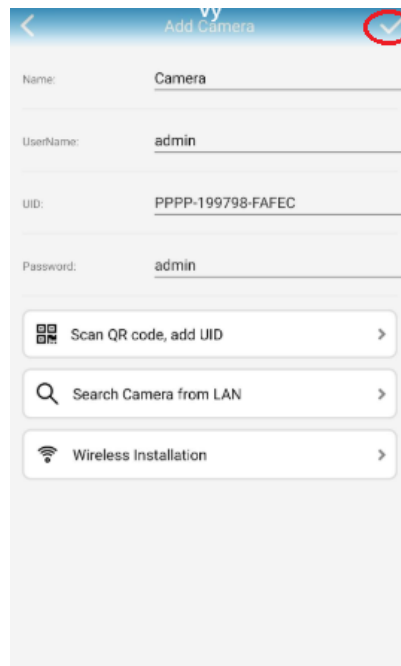 vy
Add Camera
Name: Camera
UserName: admin
UID: PPPP-199798-FAFEC
Password: admin
Scan QR code, add UID
Search Camera from LAN
Wireless Installation